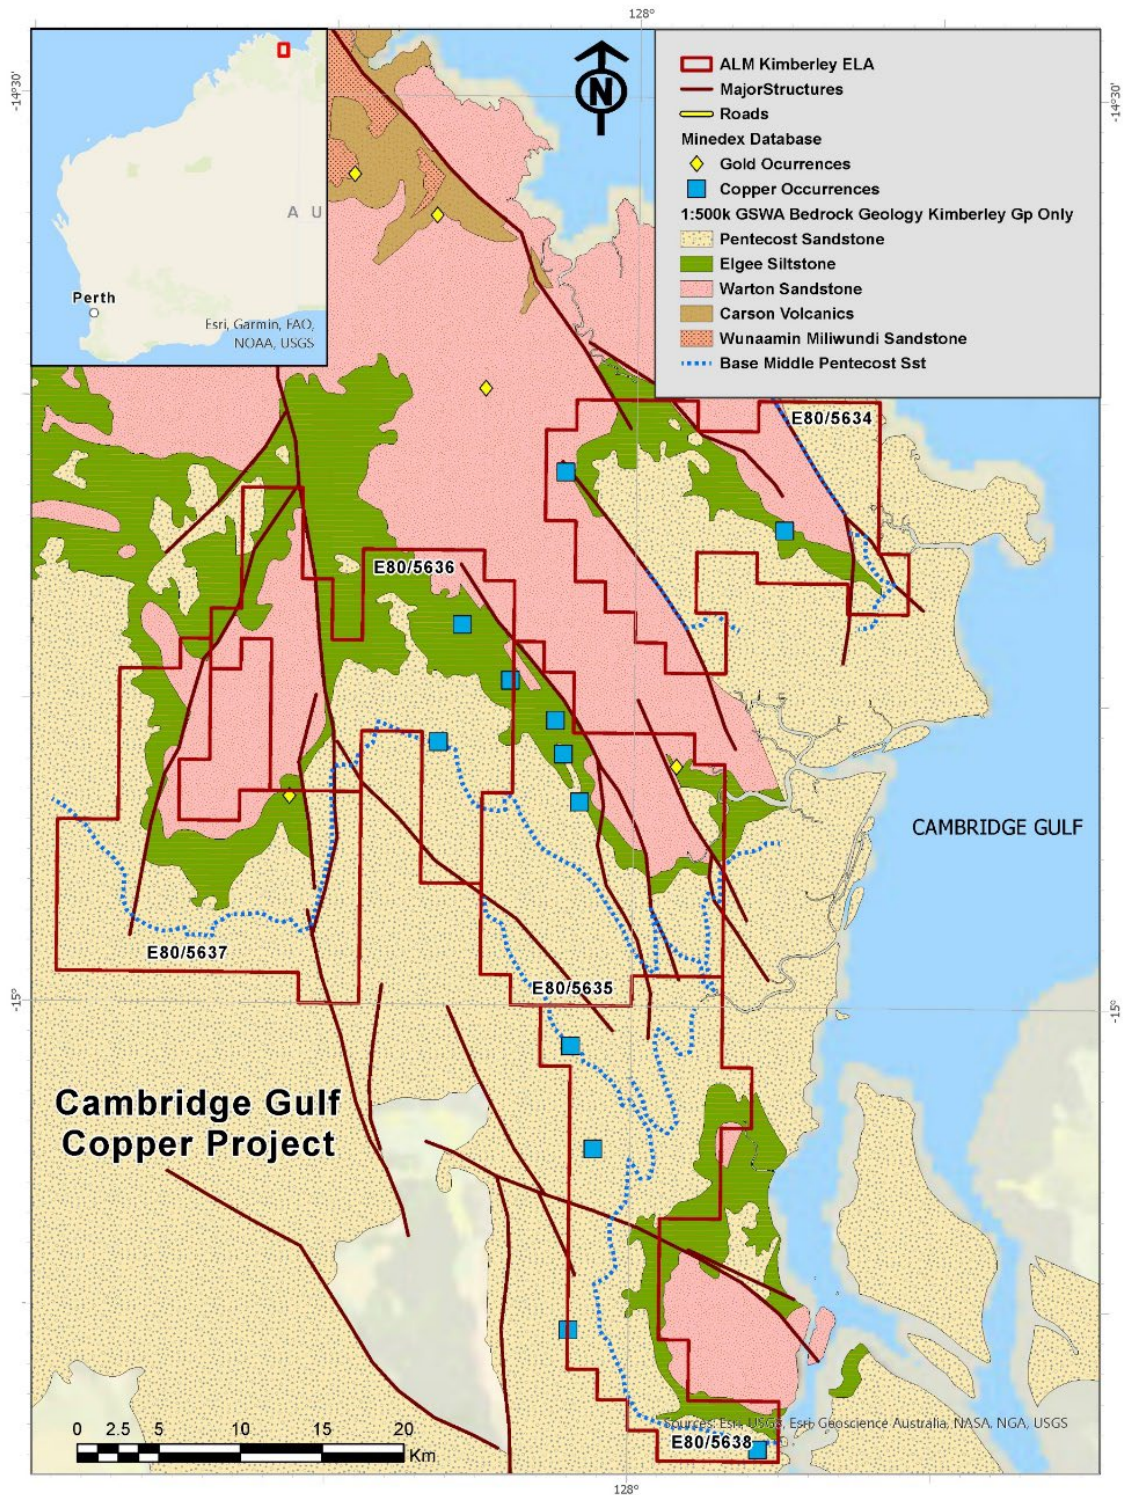 128°
-14°30'
-14°30'
A U
Perth
Esri, Garmin, FAO,
NOAA, USGS
N
ALM Kimberley ELA
MajorStructures
Roads
Minedex Database
Gold Ocurrences
Copper Occurrences
1:500k GSWA Bedrock Geology Kimberley Gp Only
Pentecost Sandstone
Elgee Siltstone
Warton Sandstone
Carson Volcanics
Wunaamin Miliwundi Sandstone
Base Middle Pentecost Sst
E80/5634
E80/5636
CAMBRIDGE GULF
E80/5637
E80/5635
-15°
-15°
Cambridge Gulf
Copper Project
0 2.5 5 10 15 20
Km
Sources: Esri, USGS, Esri, Geoscience Australia, NASA, NGA, USGS
E80/5638
128°